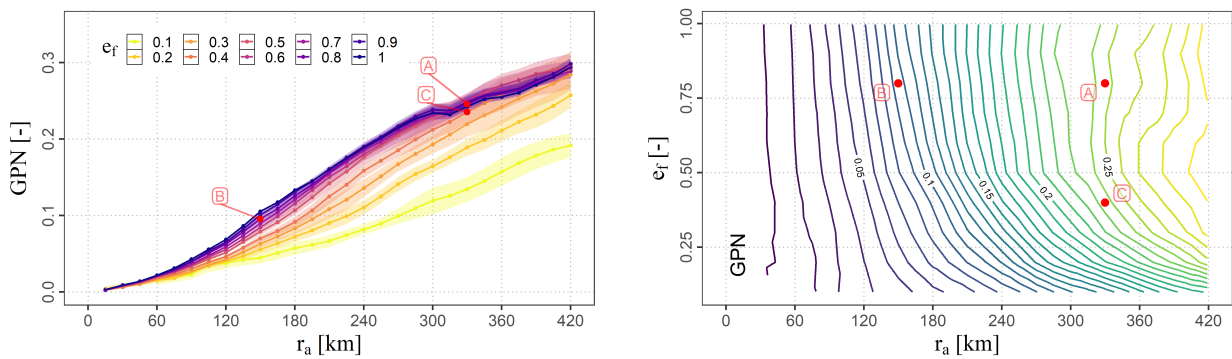 e_f 0.1 0.3 0.5 0.7 0.9
0.2 0.4 0.6 0.8 1
A
C
B
GPN [-]
0.3
0.2
0.1
0.0
0 60 120 180 240 300 360 420
r_a [km]
e_f [-]
1.00
0.75
0.50
0.25
B
A
C
0.05
0.1
0.15
0.2
0.25
GPN
0 60 120 180 240 300 360 420
r_a [km]